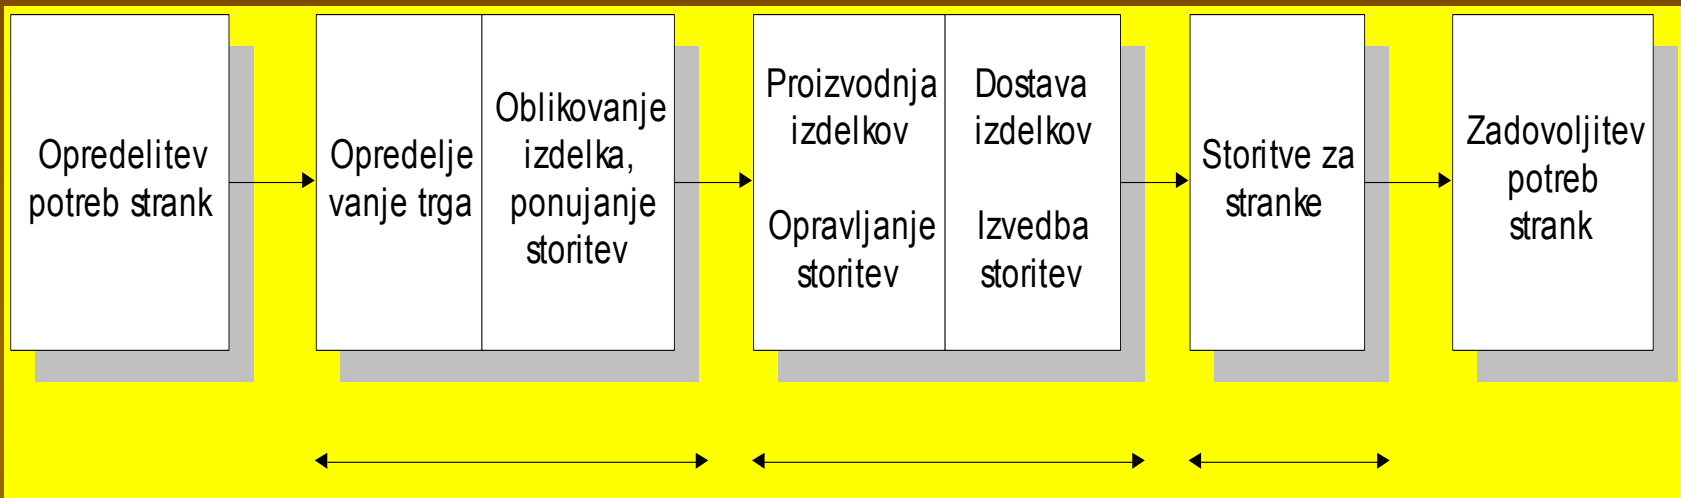 Opredelitev
potreb strank
Opredelje
vanje trga
Oblikovanje
izdelka,
ponujanje
storitev
Proizvodnja
izdelkov
Opravljanje
storitev
Dostava
izdelkov
Izvedba
storitev
Storitve za
stranke
Zadovoljitev
potreb
strank